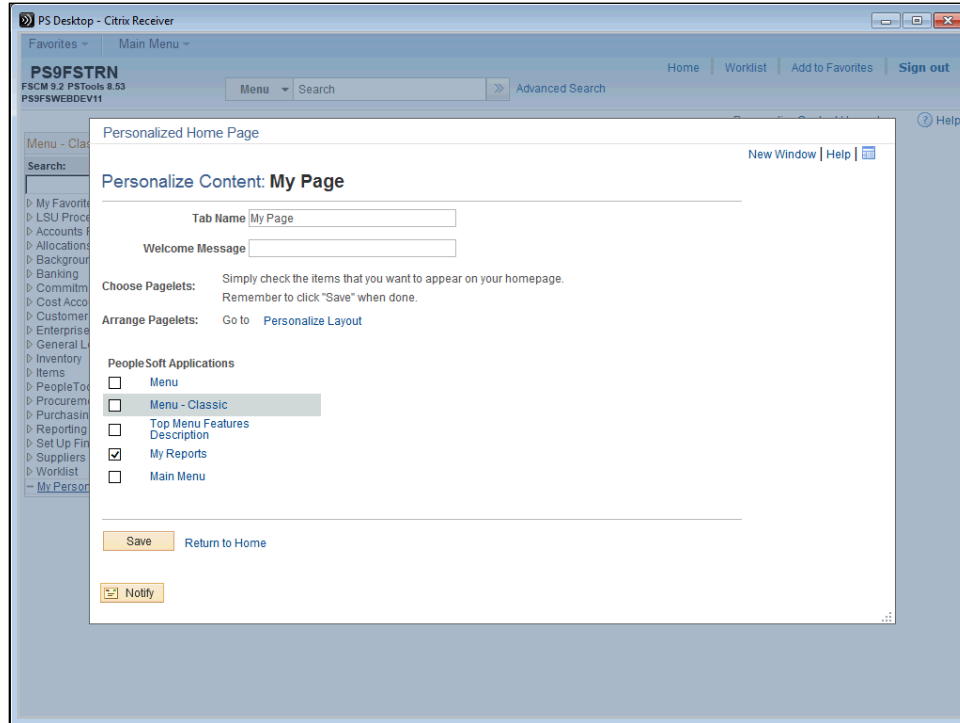 PS Desktop - Citrix Receiver
Favorites Main Menu
PS9FSTRN
FSCM 9.2 PSTools 8.53
PS9FSWEBDEV11
Menu Search Advanced Search
Home Worklist Add to Favorites Sign out
Help
Personalized Home Page
New Window | Help |
Personalize Content: My Page
Tab Name My Page
Welcome Message
Choose Pagelets: Simply check the items that you want to appear on your homepage.
Remember to click "Save" when done.
Arrange Pagelets: Go to Personalize Layout
PeopleSoft Applications
Menu
Menu - Classic
Top Menu Features
Description
My Reports
Main Menu
Save Return to Home
Notify
Menu - Clas
Search:
My Favorite
LSU Proce
Accounts
Allocations
Backgroun
Banking
Commitm
Cost Acco
Customer
Enterprise
General L
Inventory
Items
PeopleToo
Procurem
Purchasin
Reporting
Set Up Fin
Suppliers
Worklist
My Person